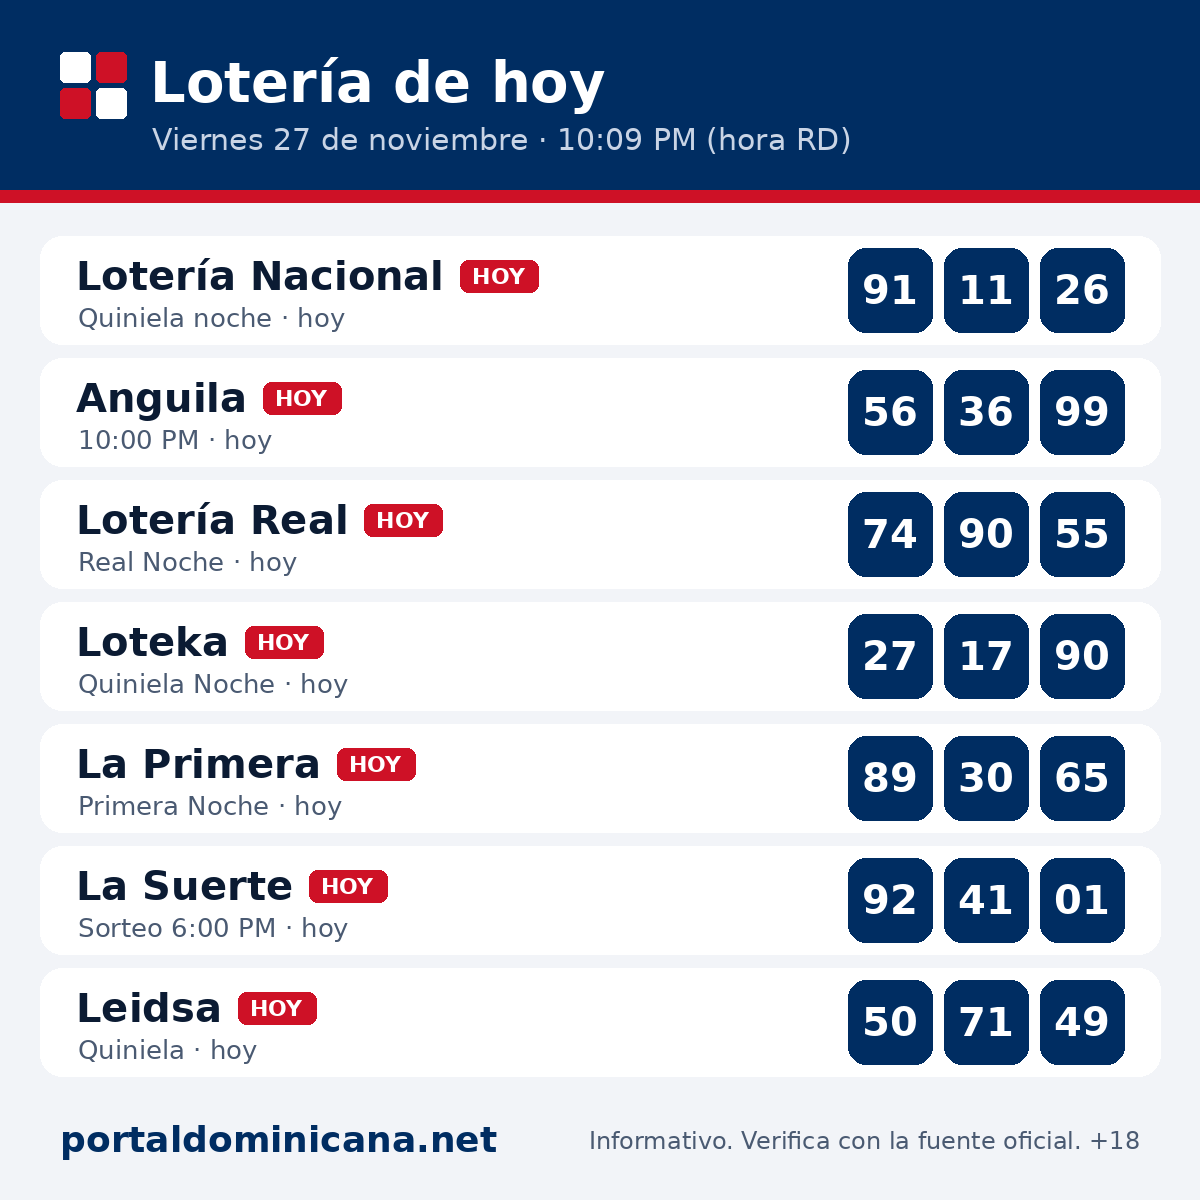 Lotería de hoy
Viernes 27 de noviembre · 10:09 PM (hora RD)
Lotería Nacional HOY
Quiniela noche · hoy
91 11 26
Anguila HOY
10:00 PM · hoy
56 36 99
Lotería Real HOY
Real Noche · hoy
74 90 55
Loteka HOY
Quiniela Noche · hoy
27 17 90
La Primera HOY
Primera Noche · hoy
89 30 65
La Suerte HOY
Sorteo 6:00 PM · hoy
92 41 01
Leidsa HOY
Quiniela · hoy
50 71 49
portaldominicana.net
Informativo. Verifica con la fuente oficial. +18